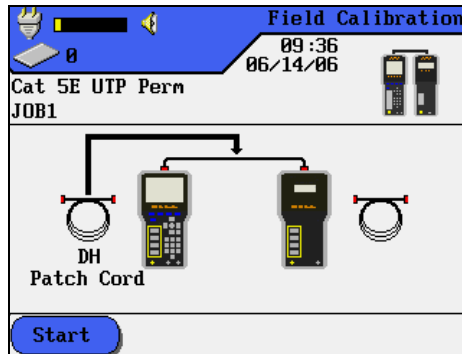 Field Calibration
0
09:36
06/14/06
Cat 5E UTP Perm
JOB1
DH
Patch Cord
Start